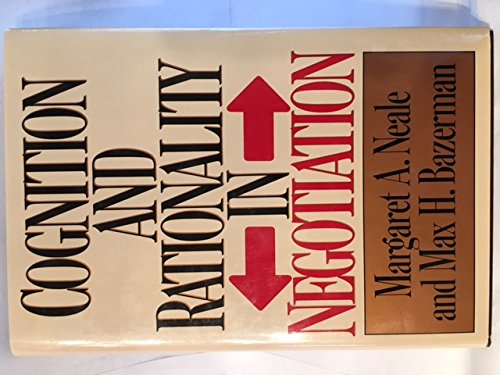 COGNITION
AND
RATIONALITY
IN
NEGOTIATION
Margaret A. Neale
and Max H. Bazerman